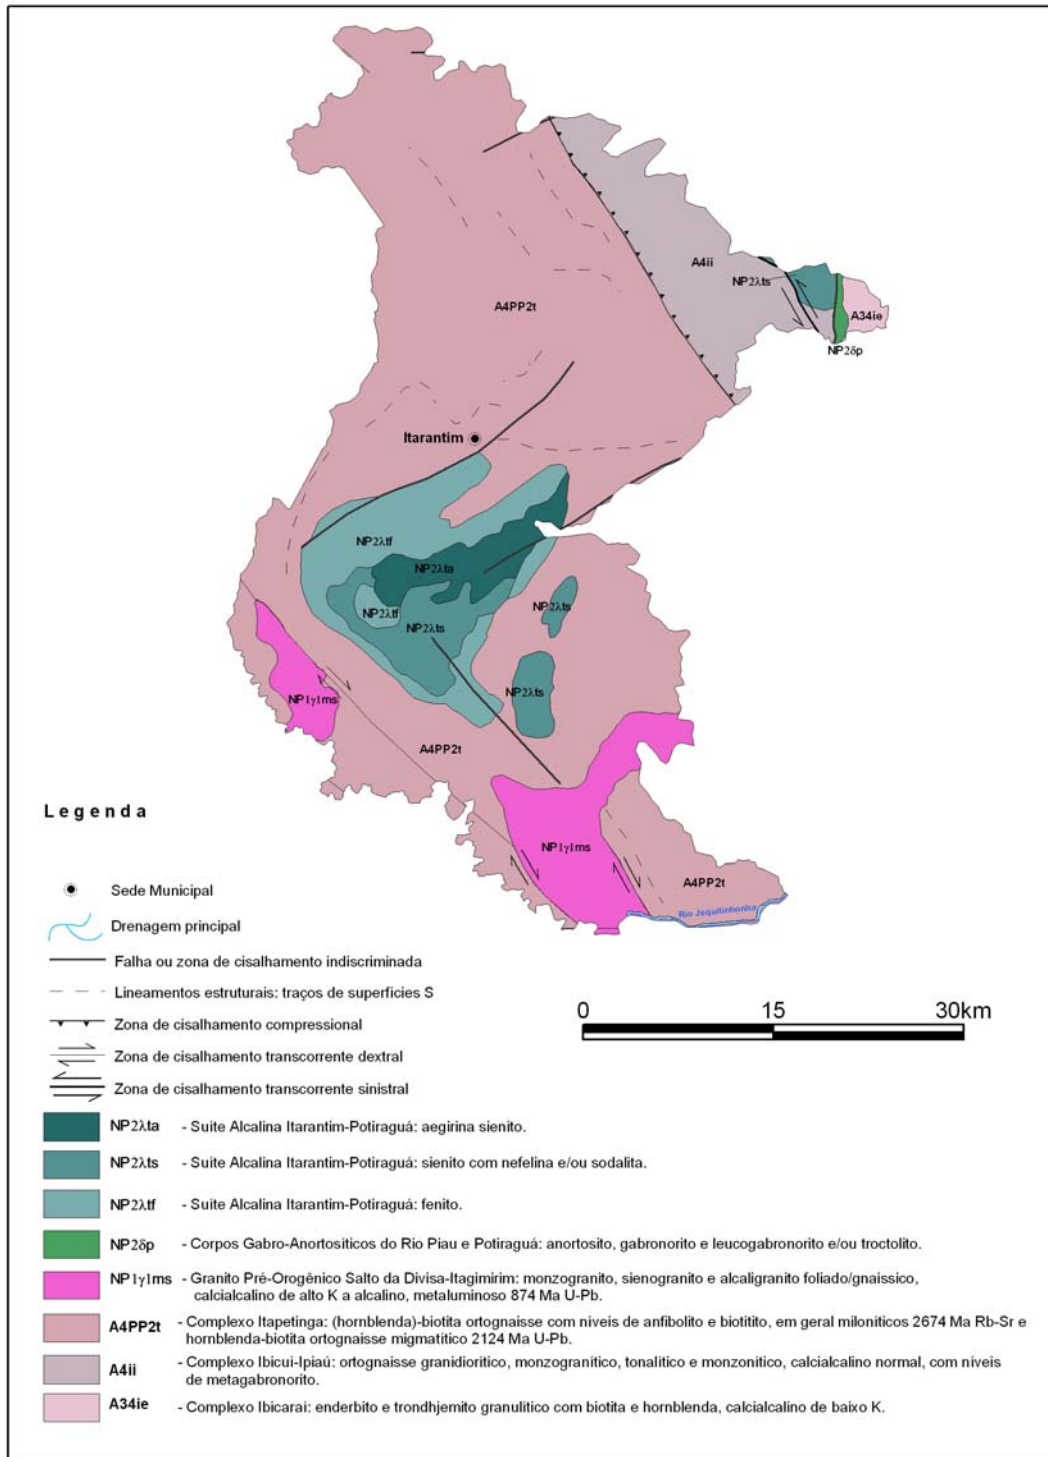 A4ii
NP2λts
A4PP2t
A34ie
NP2δp
Itarantim
NP2λtf
NP2λta
NP2λtf
NP2λts
NP2λts
NP2λts
NP1γ1ms
A4PP2t
NP1γ1ms
A4PP2t
Rio Jequitinhonha
Legenda
Sede Municipal
Drenagem principal
Falha ou zona de cisalhamento indiscriminada
Lineamentos estruturais: traços de superfícies S
Zona de cisalhamento compressional
Zona de cisalhamento transcorrente dextral
Zona de cisalhamento transcorrente sinistral
0 15 30km
NP2λta - Suite Alcalina Itarantim-Potiraguá: aegirina sienito.
NP2λts - Suite Alcalina Itarantim-Potiraguá: sienito com nefelina e/ou sodalita.
NP2λtf - Suite Alcalina Itarantim-Potiraguá: fenito.
NP2δp - Corpos Gabro-Anortosíticos do Rio Piau e Potiraguá: anortosito, gabronorito e leucogabronorito e/ou troctolito.
NP1γ1ms - Granito Pré-Orogênico Salto da Divisa-Itagimirim: monzogranito, sienogranito e alcaligranito foliado/gnaissico,
calcialcalino de alto K a alcalino, metaluminoso 874 Ma U-Pb.
A4PP2t - Complexo Itapetinga: (hornblenda)-biotita ortognaisse com níveis de anfibolito e biotitito, em geral miloníticos 2674 Ma Rb-Sr e
hornblenda-biotita ortognaisse migmatítico 2124 Ma U-Pb.
A4ii - Complexo Ibicuí-Ipiaú: ortognaisse granidiorítico, monzogranítico, tonalítico e monzonítico, calcialcalino normal, com níveis
de metagabronorito.
A34ie - Complexo Ibicaraí: enderbito e trondhjemito granulítico com biotita e hornblenda, calcialcalino de baixo K.